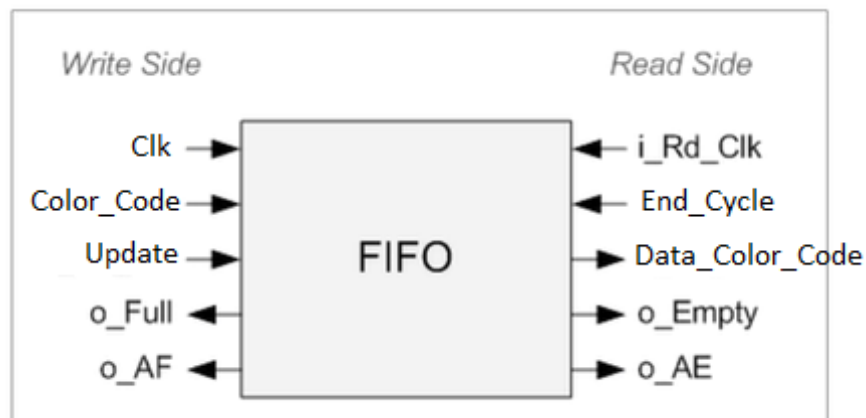 Write Side
Read Side
Clk
i_Rd_Clk
Color_Code
End_Cycle
Update
FIFO
Data_Color_Code
o_Full
o_Empty
o_AF
o_AE